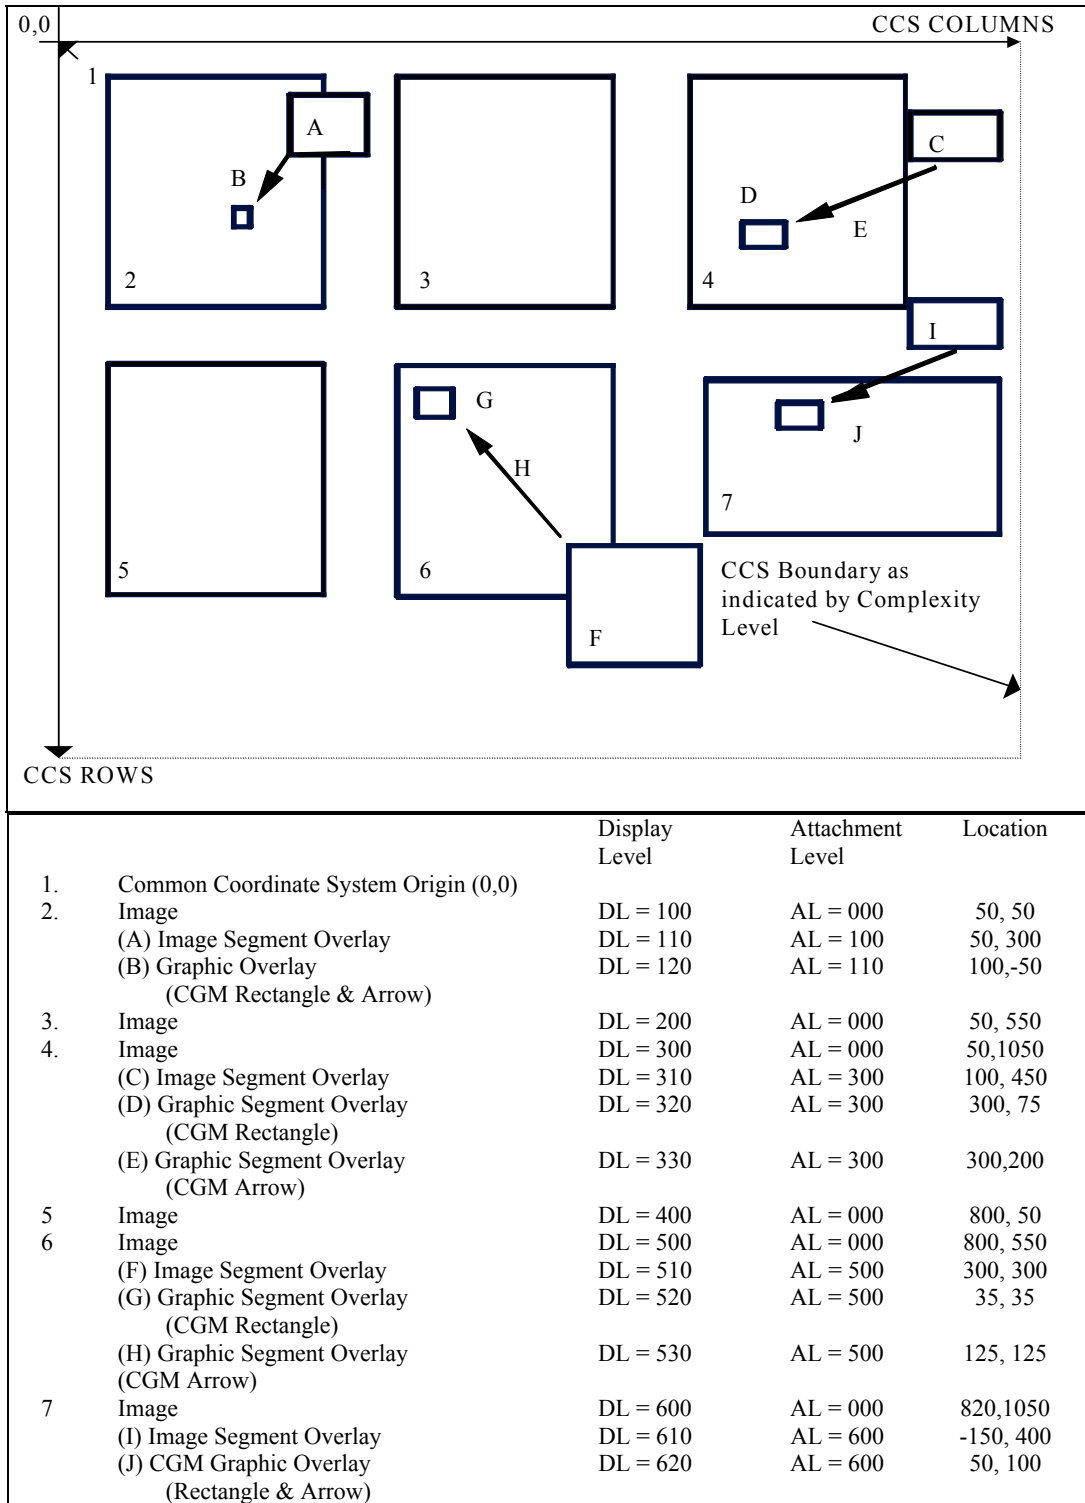 0,0
CCS COLUMNS
1
A
B
C
D
E
2
3
4
I
G
J
H
7
5
6
F
CCS Boundary as
indicated by Complexity
Level
CCS ROWS
Display Attachment Location
Level Level
1. Common Coordinate System Origin (0,0)
2. Image DL = 100 AL = 000 50, 50
(A) Image Segment Overlay DL = 110 AL = 100 50, 300
(B) Graphic Overlay DL = 120 AL = 110 100,-50
(CGM Rectangle & Arrow)
3. Image DL = 200 AL = 000 50, 550
4. Image DL = 300 AL = 000 50,1050
(C) Image Segment Overlay DL = 310 AL = 300 100, 450
(D) Graphic Segment Overlay DL = 320 AL = 300 300, 75
(CGM Rectangle)
(E) Graphic Segment Overlay DL = 330 AL = 300 300,200
(CGM Arrow)
5 Image DL = 400 AL = 000 800, 50
6 Image DL = 500 AL = 000 800, 550
(F) Image Segment Overlay DL = 510 AL = 500 300, 300
(G) Graphic Segment Overlay DL = 520 AL = 500 35, 35
(CGM Rectangle)
(H) Graphic Segment Overlay DL = 530 AL = 500 125, 125
(CGM Arrow)
7 Image DL = 600 AL = 000 820,1050
(I) Image Segment Overlay DL = 610 AL = 600 -150, 400
(J) CGM Graphic Overlay DL = 620 AL = 600 50, 100
(Rectangle & Arrow)